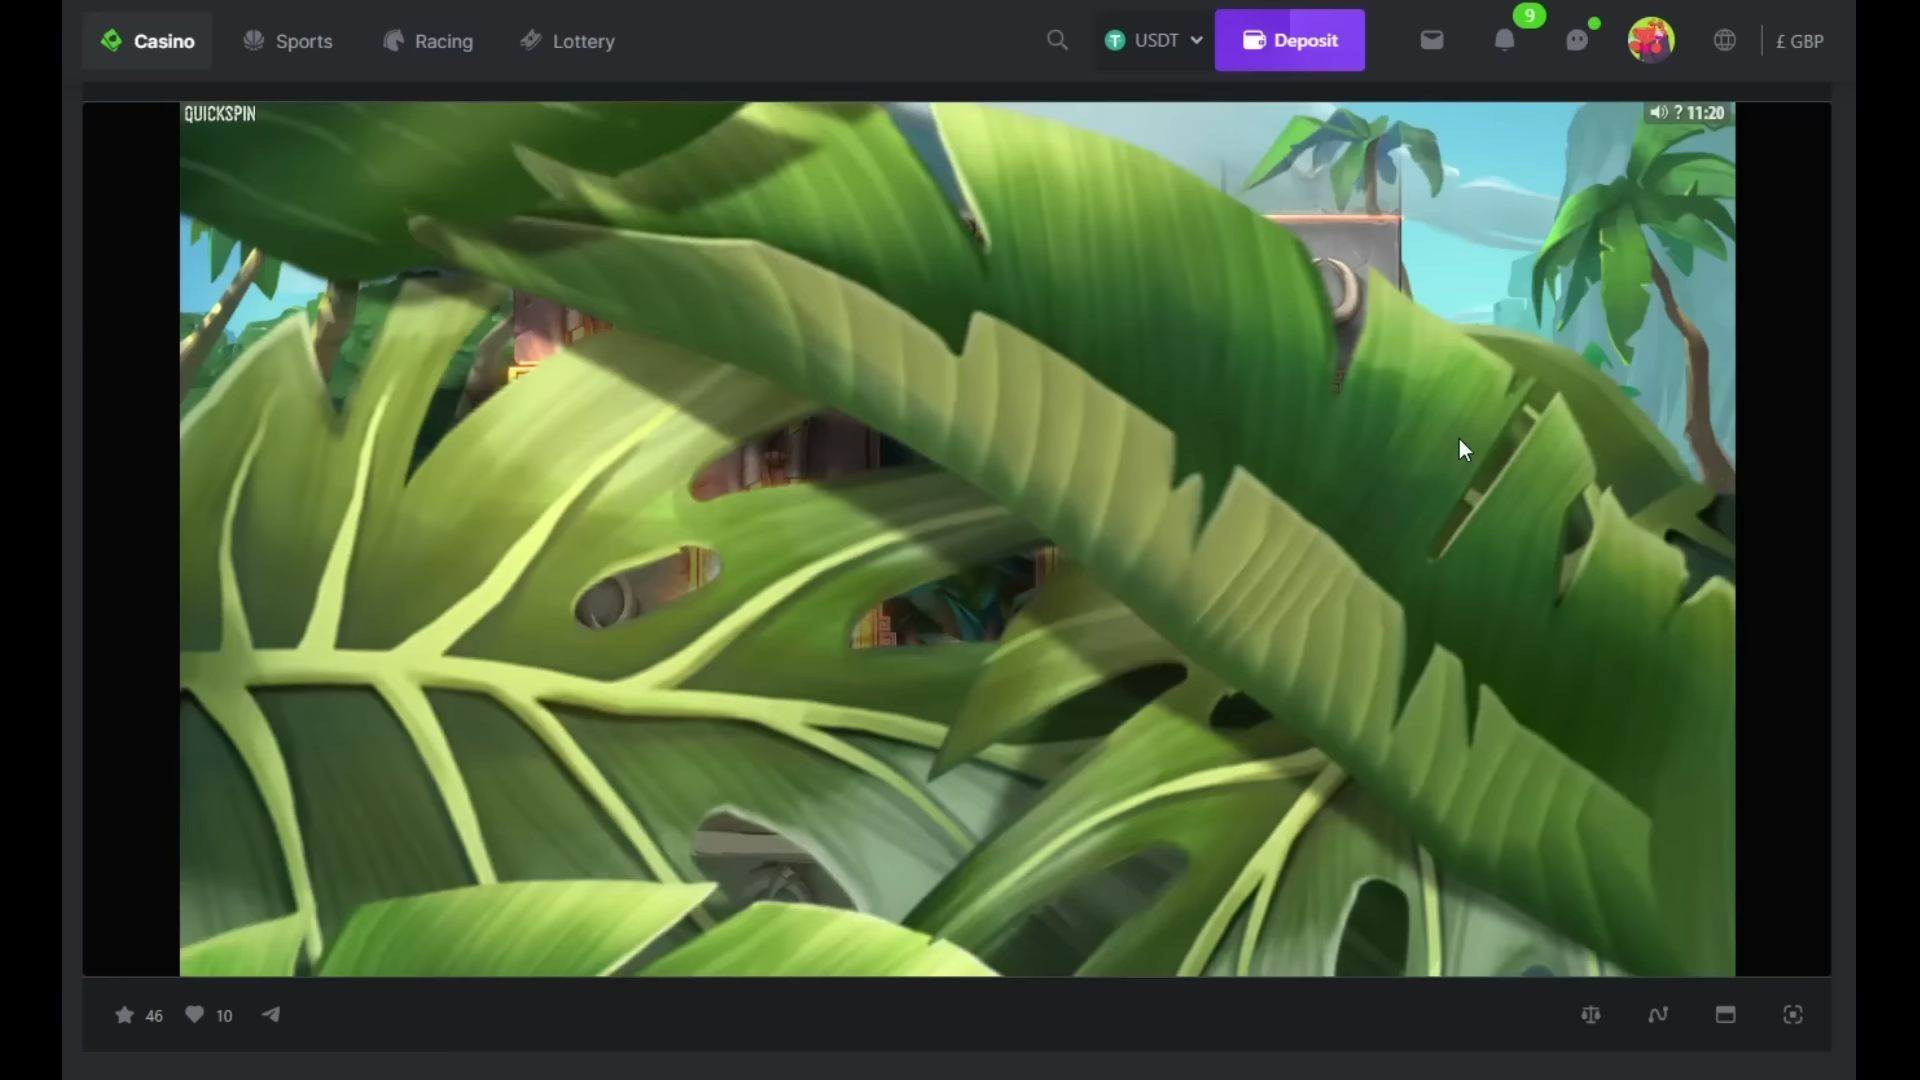 Casino Sports Racing Lottery USDT Deposit 9 £ GBP
QUICKSPIN ? 11:20
46 10